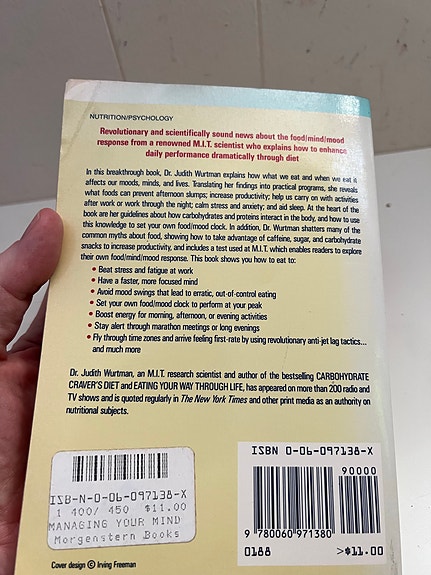 NUTRITION/PSYCHOLOGY
Revolutionary and scientifically sound news about the food/mind/mood
response from a renowned M.I.T. scientist who explains how to enhance
daily performance dramatically through diet
In this breakthrough book, Dr. Judith Wurtman explains how what we eat and when we eat it
affects our moods, minds, and lives. Translating her findings into practical programs, she reveals
what foods can prevent afternoon slumps; increase productivity; help us carry on with activities
after work or work through the night; calm stress and anxiety; and aid sleep. At the heart of the
book are her guidelines about how carbohydrates and proteins interact in the body, and how to use
this knowledge to set your own food/mood clock. In addition, Dr. Wurtman shatters many of the
common myths about food, showing how to take advantage of caffeine, sugar, and carbohydrate
snacks to increase productivity, and includes a test used at M.I.T. which enables readers to explore
their own food/mind/mood response. This book shows you how to eat to:
• Beat stress and fatigue at work
• Have a faster, more focused mind
• Avoid mood swings that lead to erratic, out-of-control eating
• Set your own food/mood clock to perform at your peak
• Boost energy for morning, afternoon, or evening activities
• Stay alert through marathon meetings or long evenings
• Fly through time zones and arrive feeling first-rate by using revolutionary anti-jet lag tactics...
and much more
Dr. Judith Wurtman, an M.I.T. research scientist and author of the bestselling CARBOHYDRATE
CRAVER'S DIET and EATING YOUR WAY THROUGH LIFE, has appeared on more than 200 radio and
TV shows and is quoted regularly in The New York Times and other print media as an authority on
nutritional subjects.
ISZB-N-0-06-097138-X
1 400/ 450 $11.00
MANAGING YOUR MIND
Morgenstern Books
ISBN 0-06-097138-X
90000
9 780060 971380
0188 >$11.00
Cover design © Irving Freeman